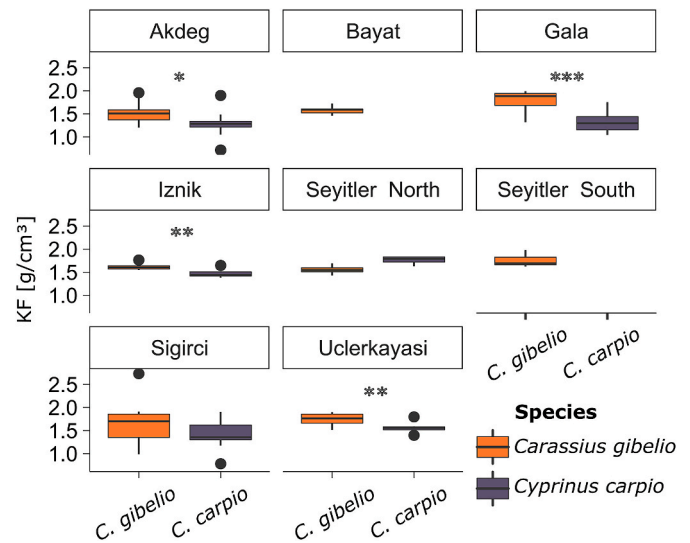 Akdeg
Bayat
Gala
2.5
2.0
1.5
1.0
*
***
Iznik
Seyitler North
Seyitler South
2.5
2.0
1.5
1.0
**
KF [g/cm³]
Sigirci
Uclerkayasi
C. gibelio
C. carpio
2.5
2.0
1.5
1.0
**
Species
Carassius gibelio
Cyprinus carpio
C. gibelio
C. carpio
C. gibelio
C. carpio